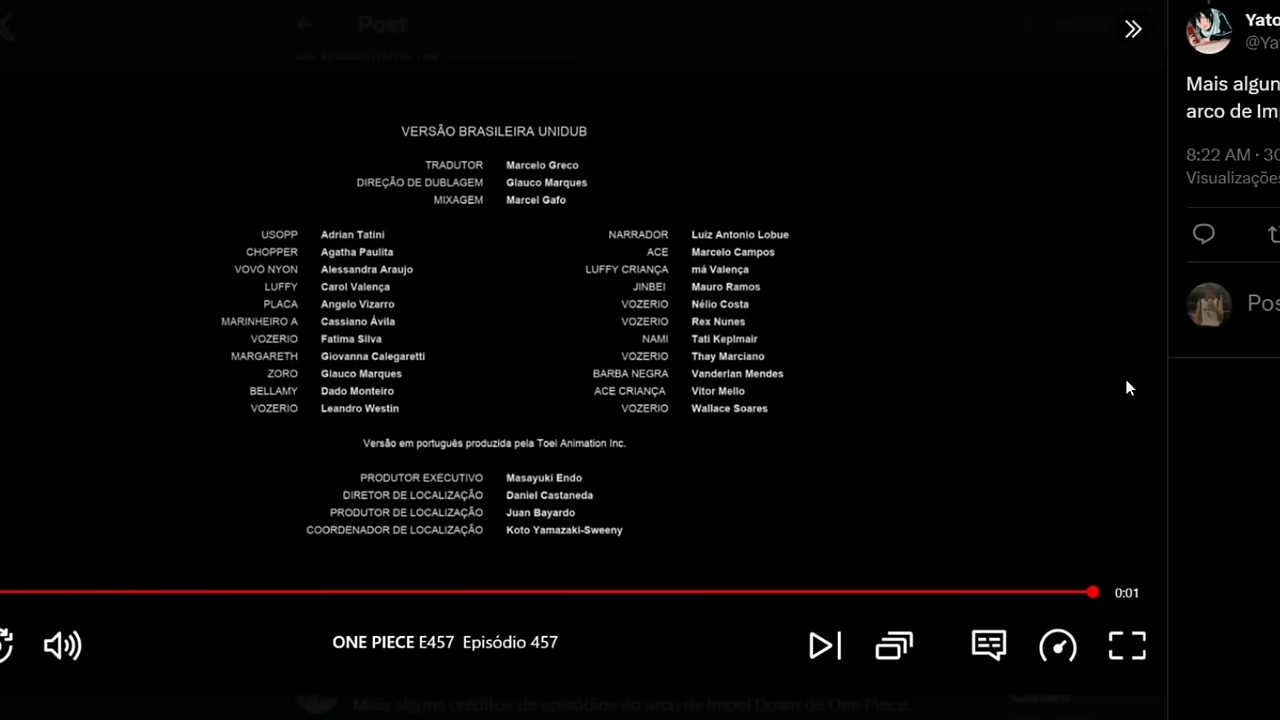 Post
VERSÃO BRASILEIRA UNIDUB
TRADUTOR Marcelo Greco
DIREÇÃO DE DUBLAGEM Glauco Marques
MIXAGEM Marcel Gafo
USOPP Adrian Tatini
CHOPPER Agatha Paulita
VOVÓ NYON Alessandra Araujo
LUFFY Carol Valença
PLACA Angelo Vizarro
MARINHEIRO A Cassiano Ávila
VOZERIO Fatima Silva
MARGARETH Giovanna Calegaretti
ZORO Glauco Marques
BELLAMY Dado Monteiro
VOZERIO Leandro Westin
NARRADOR Luiz Antonio Lobue
ACE Marcelo Campos
LUFFY CRIANÇA má Valença
JINBEI Mauro Ramos
VOZERIO Nélio Costa
VOZERIO Rex Nunes
NAMI Tati Keplmair
VOZERIO Thay Marciano
BARBA NEGRA Vanderlan Mendes
ACE CRIANÇA Vitor Mello
VOZERIO Wallace Soares
Versão em português produzida pela Toei Animation Inc.
PRODUTOR EXECUTIVO Masayuki Endo
DIRETOR DE LOCALIZAÇÃO Daniel Castaneda
PRODUTOR DE LOCALIZAÇÃO Juan Bayardo
COORDENADOR DE LOCALIZAÇÃO Koto Yamazaki-Sweeny
0:01
ONE PIECE E457 Episódio 457
Mais alguns créditos de episódios do arco de Impel Down de One Piece.
Yato
@Ya
Mais algun
arco de Im
8:22 AM · 30
Visualizações
Pos